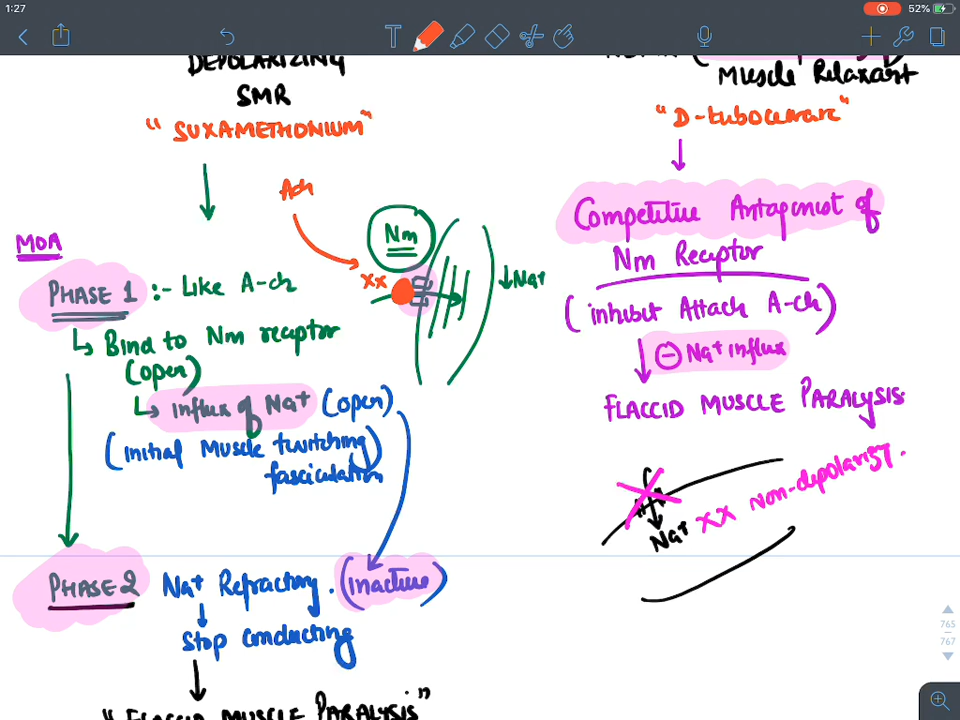 1:27
52%
T
DEPOLARIZING
SMR
"SUXAMETHONIUM"
Ach
Nm
xx
↓Na+
MOA
PHASE 1 :- Like A-ch
↳ Bind to Nm receptor
(open)
↳ Influx of Na+ (open)
(initial Muscle twitching
fasciculation)
PHASE 2 Na+ Refractory. (inactive)
↓
Stop conducting
"FLACCID MUSCLE PARALYSIS"
Muscle Relaxant
"D-tubocurare"
Competitive Antagonist of
Nm Receptor
(inhibit Attach A-ch)
⊖ Na+ influx
FLACCID MUSCLE PARALYSIS
Na+ xx non-depolarist.
765
767